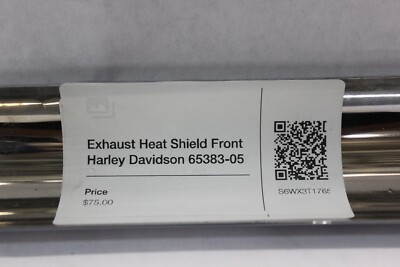 Exhaust Heat Shield Front
Harley Davidson 65383-05
Price
$75.00
S6WX3T1765